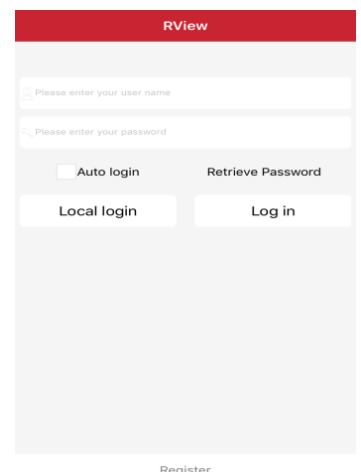 RView
Please enter your user name
Please enter your password
Auto login
Retrieve Password
Local login
Log in
Register